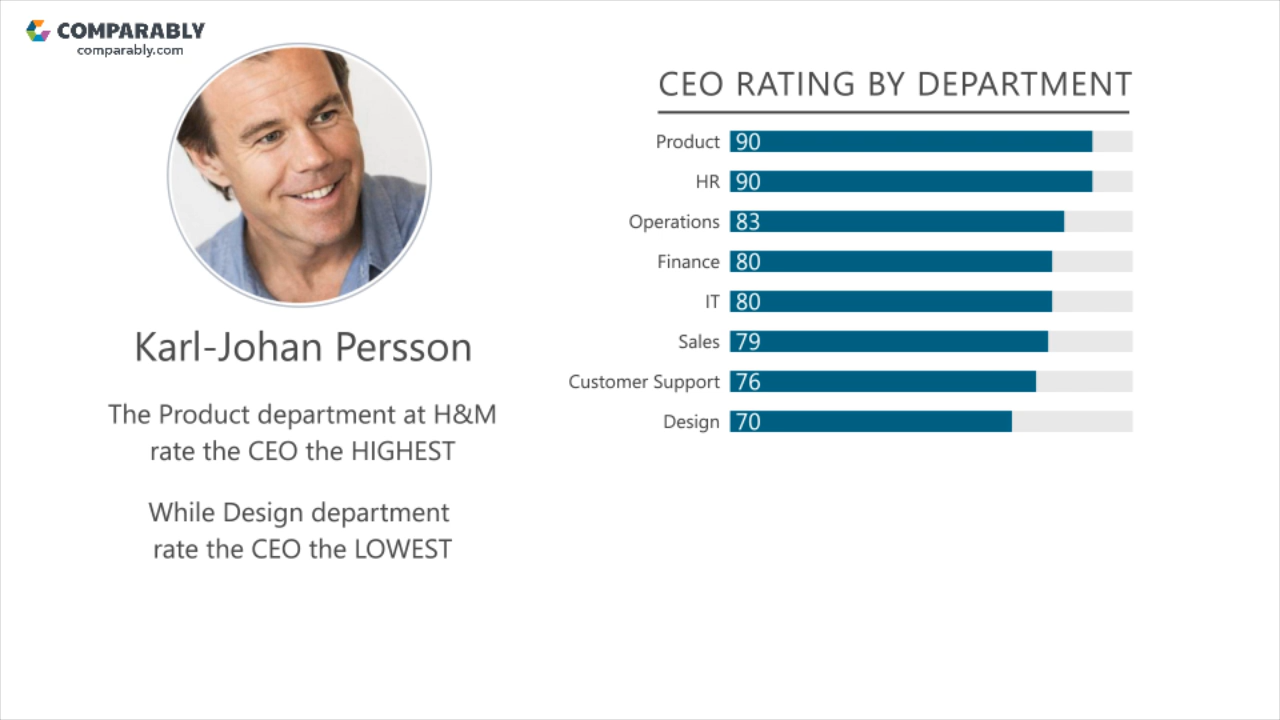 COMPARABLY
comparably.com
Karl-Johan Persson
The Product department at H&M
rate the CEO the HIGHEST
While Design department
rate the CEO the LOWEST
CEO RATING BY DEPARTMENT
Product 90
HR 90
Operations 83
Finance 80
IT 80
Sales 79
Customer Support 76
Design 70